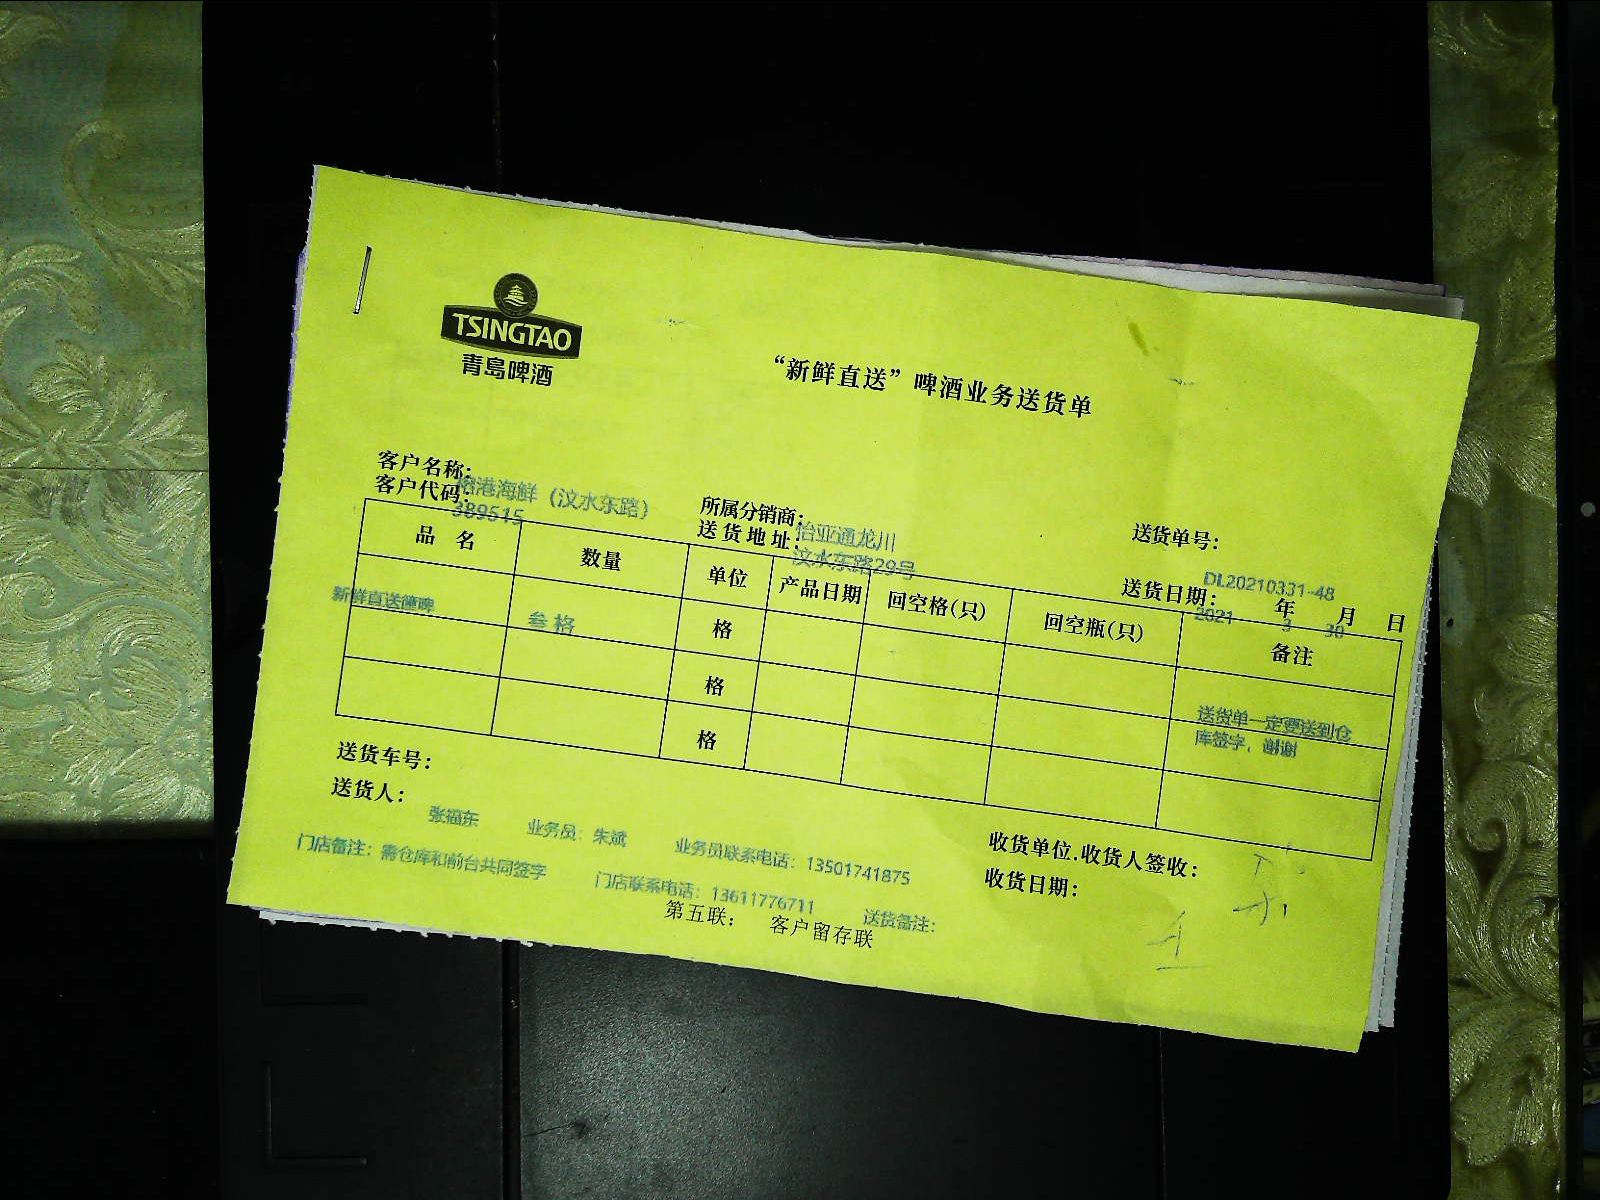 TSINGTAO
青岛啤酒
“新鲜直送”啤酒业务送货单
客户名称：港海鲜（汶水东路）
客户代码：389515
所属分销商：怡亚通龙川
送货地址：汶水东路29号
送货单号：DL20210331-48
送货日期：2021年3月30日
品名 数量 单位 产品日期 回空格(只) 回空瓶(只) 备注
新鲜直送啤 叁格 格
格 送货单一定要送到仓
库签字，谢谢
格
送货车号：
送货人：张福东 业务员：朱斌 业务员联系电话：13501741875
收货单位.收货人签收：
收货日期：
门店备注：需仓库和前台共同签字 门店联系电话：13611776711 送货备注：
第五联： 客户留存联